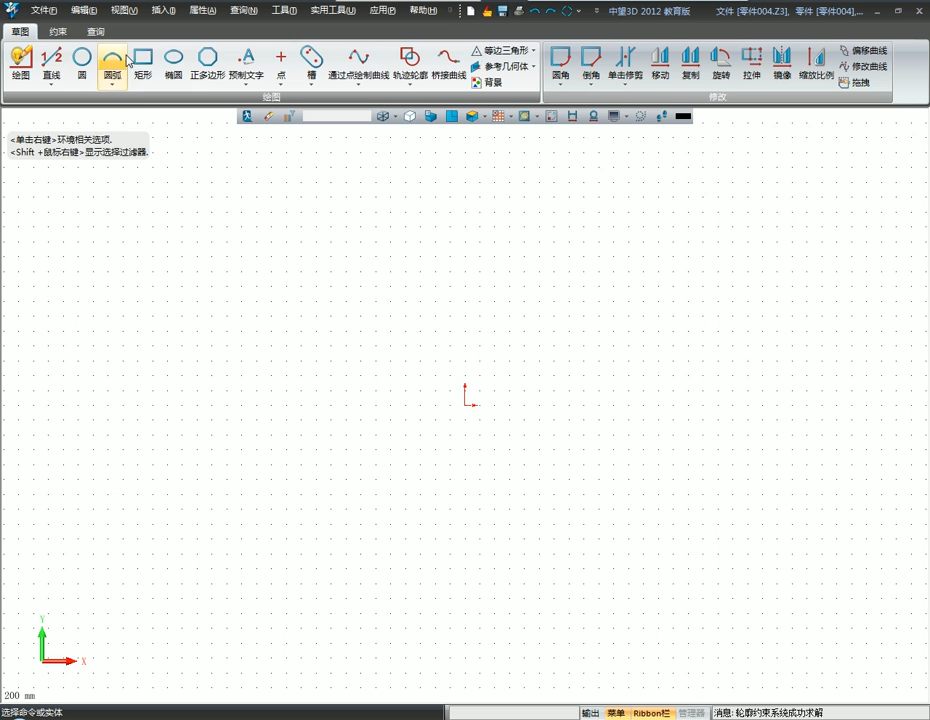 文件(F) 编辑(E) 视图(V) 插入(I) 属性(A) 查询(N) 工具(T) 实用工具(U) 应用(P) 帮助(H) 中望3D 2012 教育版 文件 [零件004.Z3], 零件 [零件004],...
草图 约束 查询
绘图 直线 圆 圆弧 矩形 椭圆 正多边形 预制文字 点 槽 通过点绘制曲线 轨迹轮廓 桥接曲线
等边三角形
参考几何体
背景
圆角 倒角 单击修剪 移动 复制 旋转 拉伸 镜像 缩放比例
偏移曲线
修改曲线
拖拽
绘图 修改
<单击右键>环境相关选项.
<Shift +鼠标右键>显示选择过滤器.
Y
X
200 mm
选择命令或实体 输出 菜单 Ribbon栏 管理器 消息: 轮廓约束系统成功求解